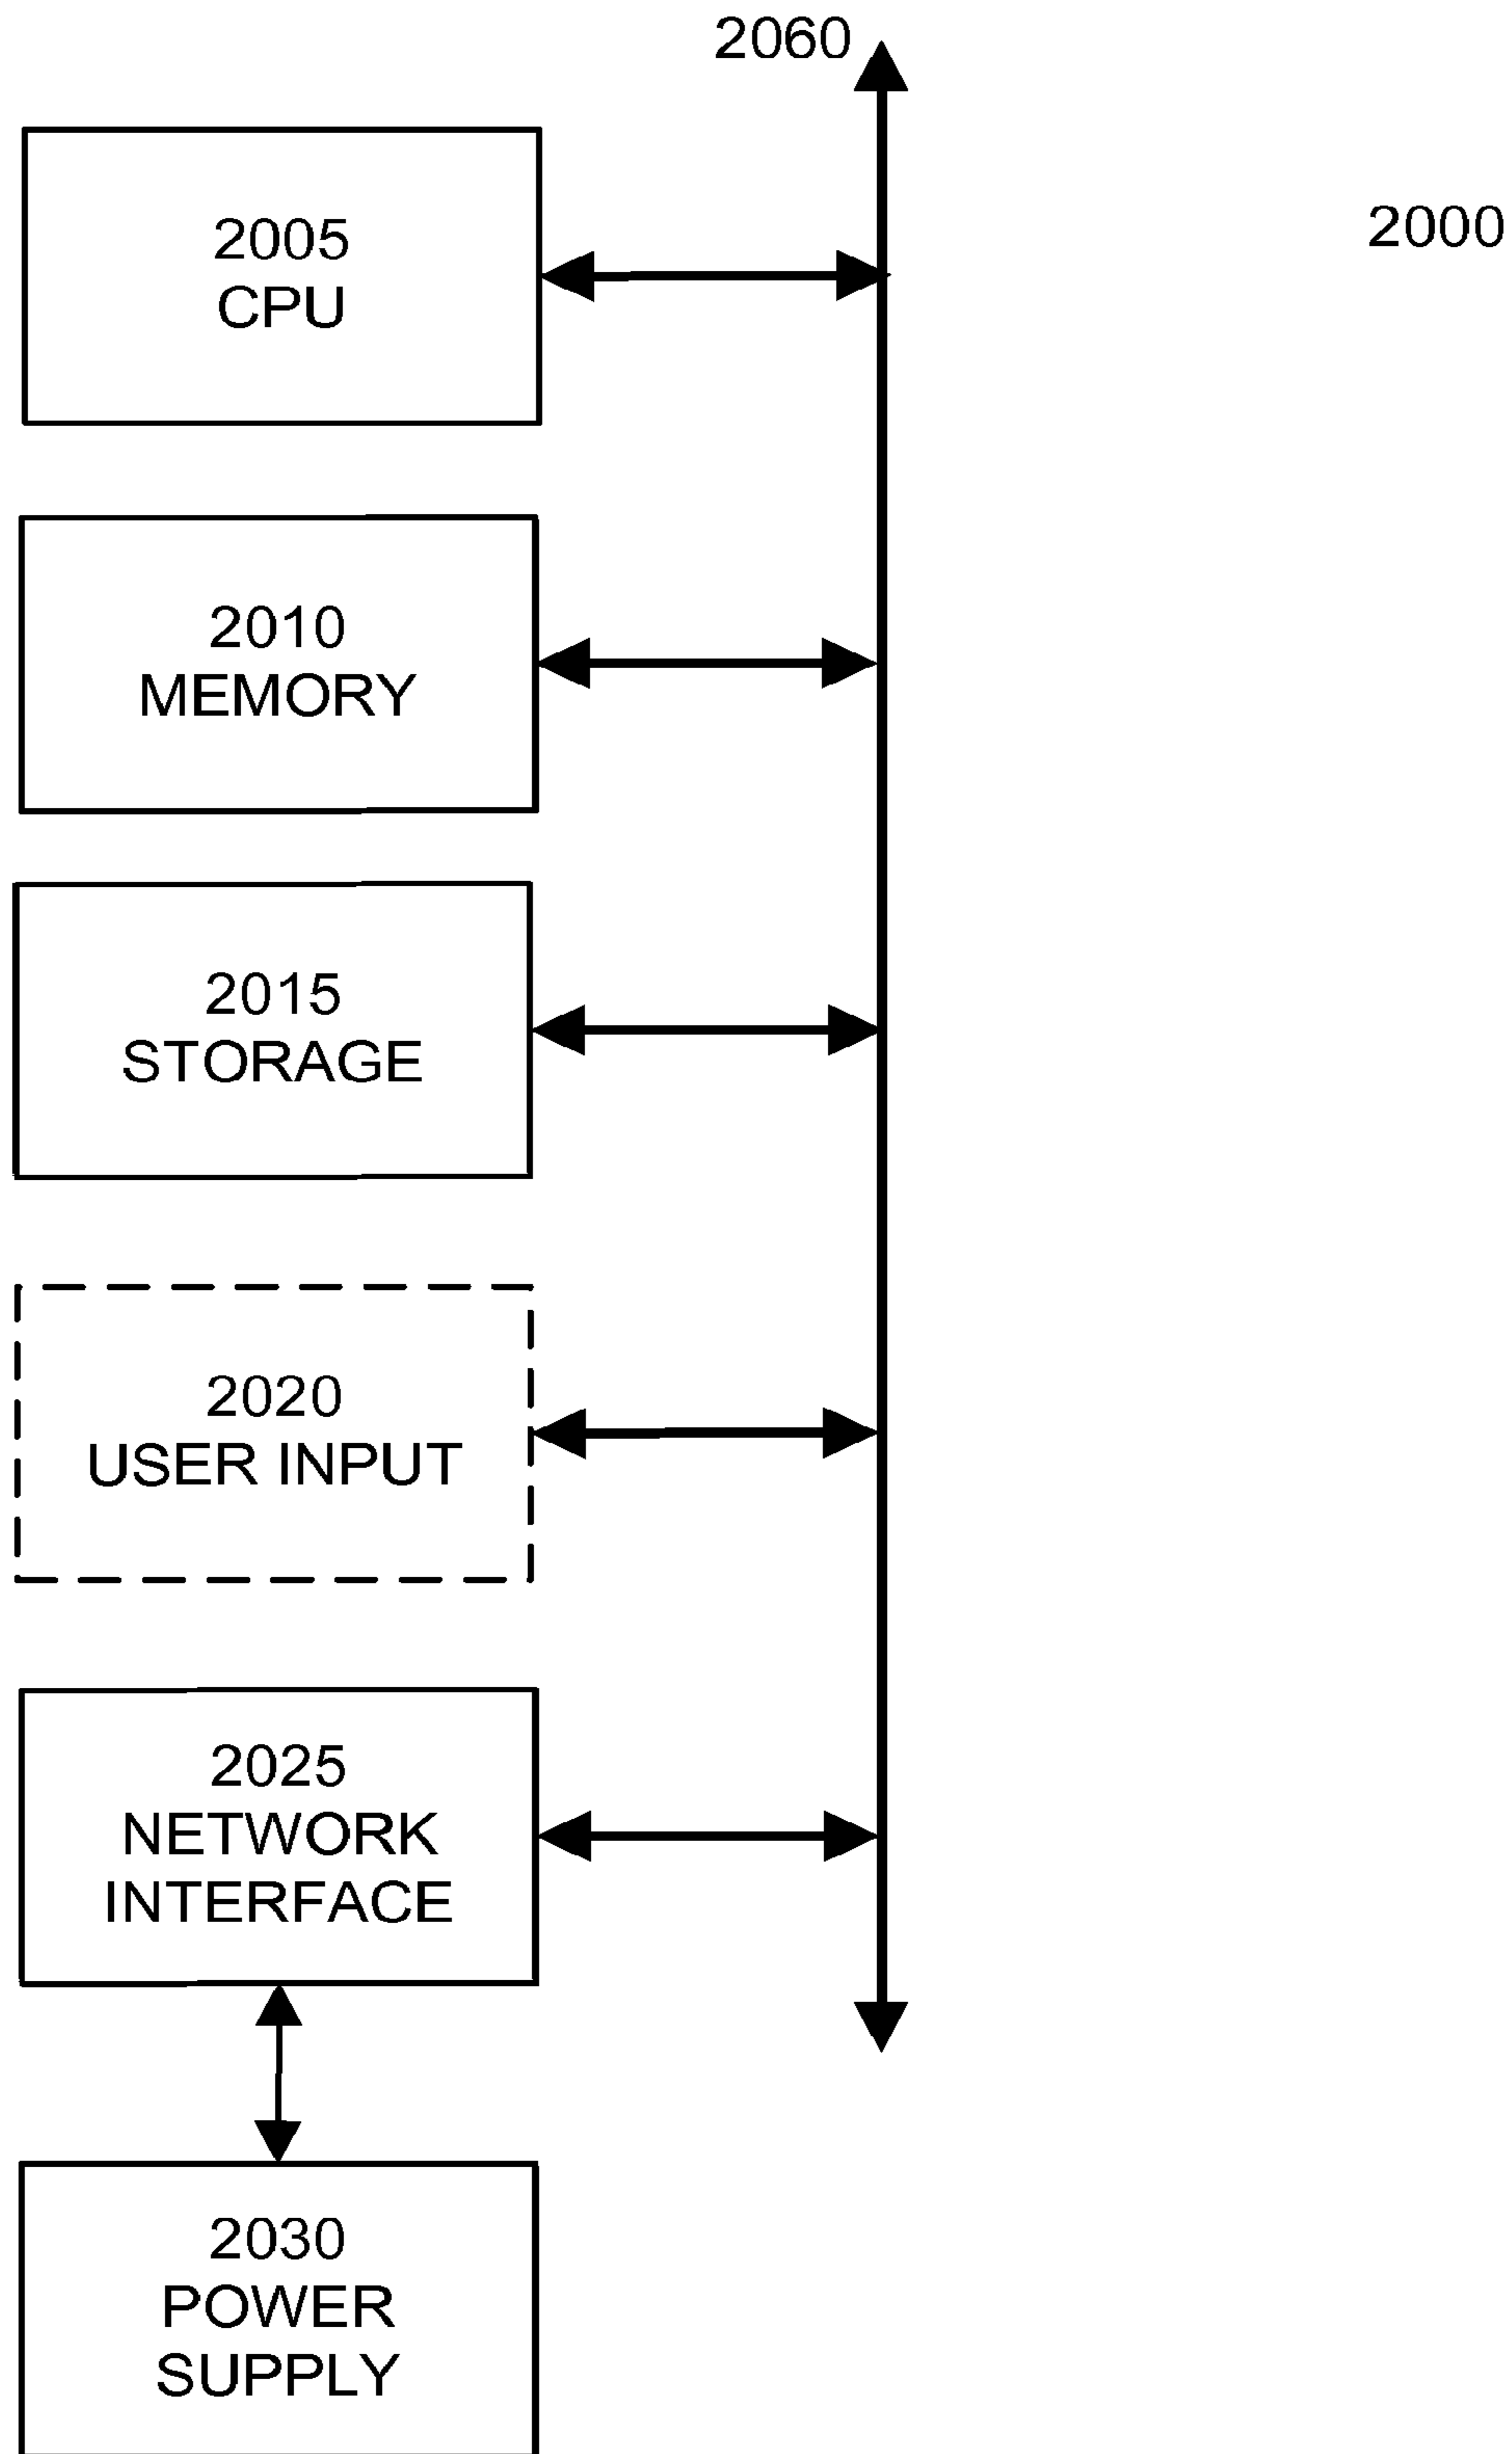 2060
2000
2005
CPU
2010
MEMORY
2015
STORAGE
2020
USER INPUT
2025
NETWORK
INTERFACE
2030
POWER
SUPPLY